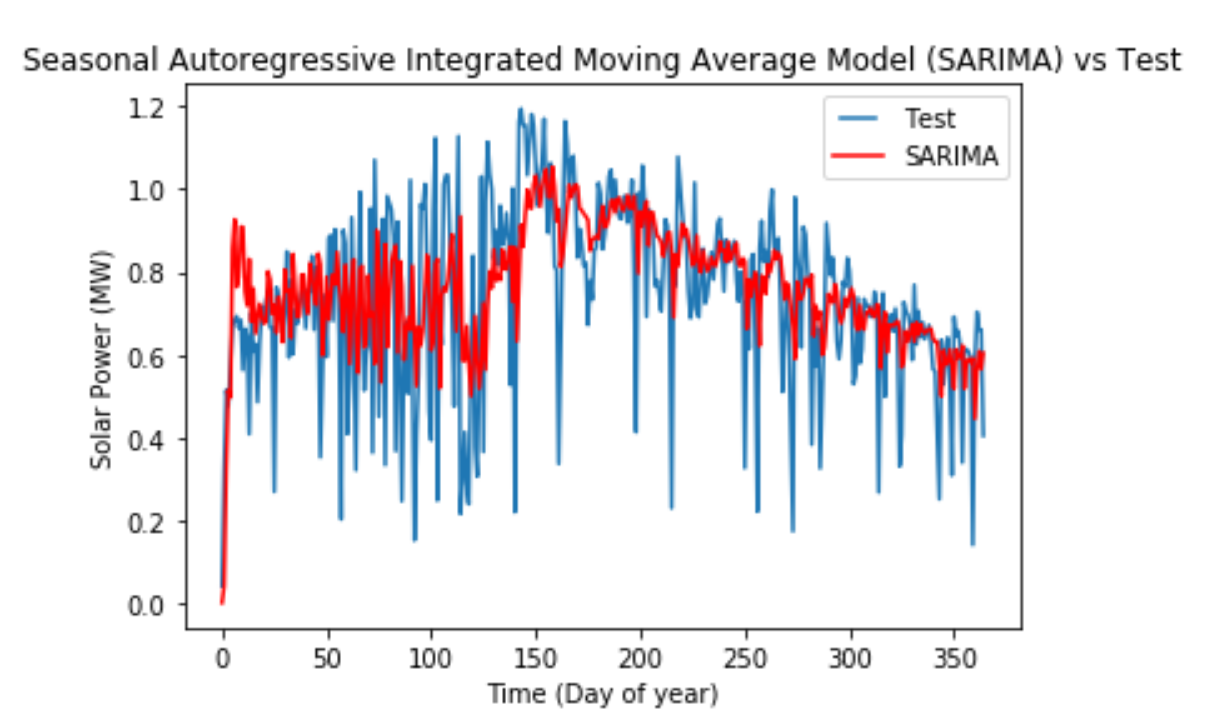 Seasonal Autoregressive Integrated Moving Average Model (SARIMA) vs Test
Test
SARIMA
1.2
1.0
0.8
0.6
0.4
0.2
0.0
Solar Power (MW)
0 50 100 150 200 250 300 350
Time (Day of year)